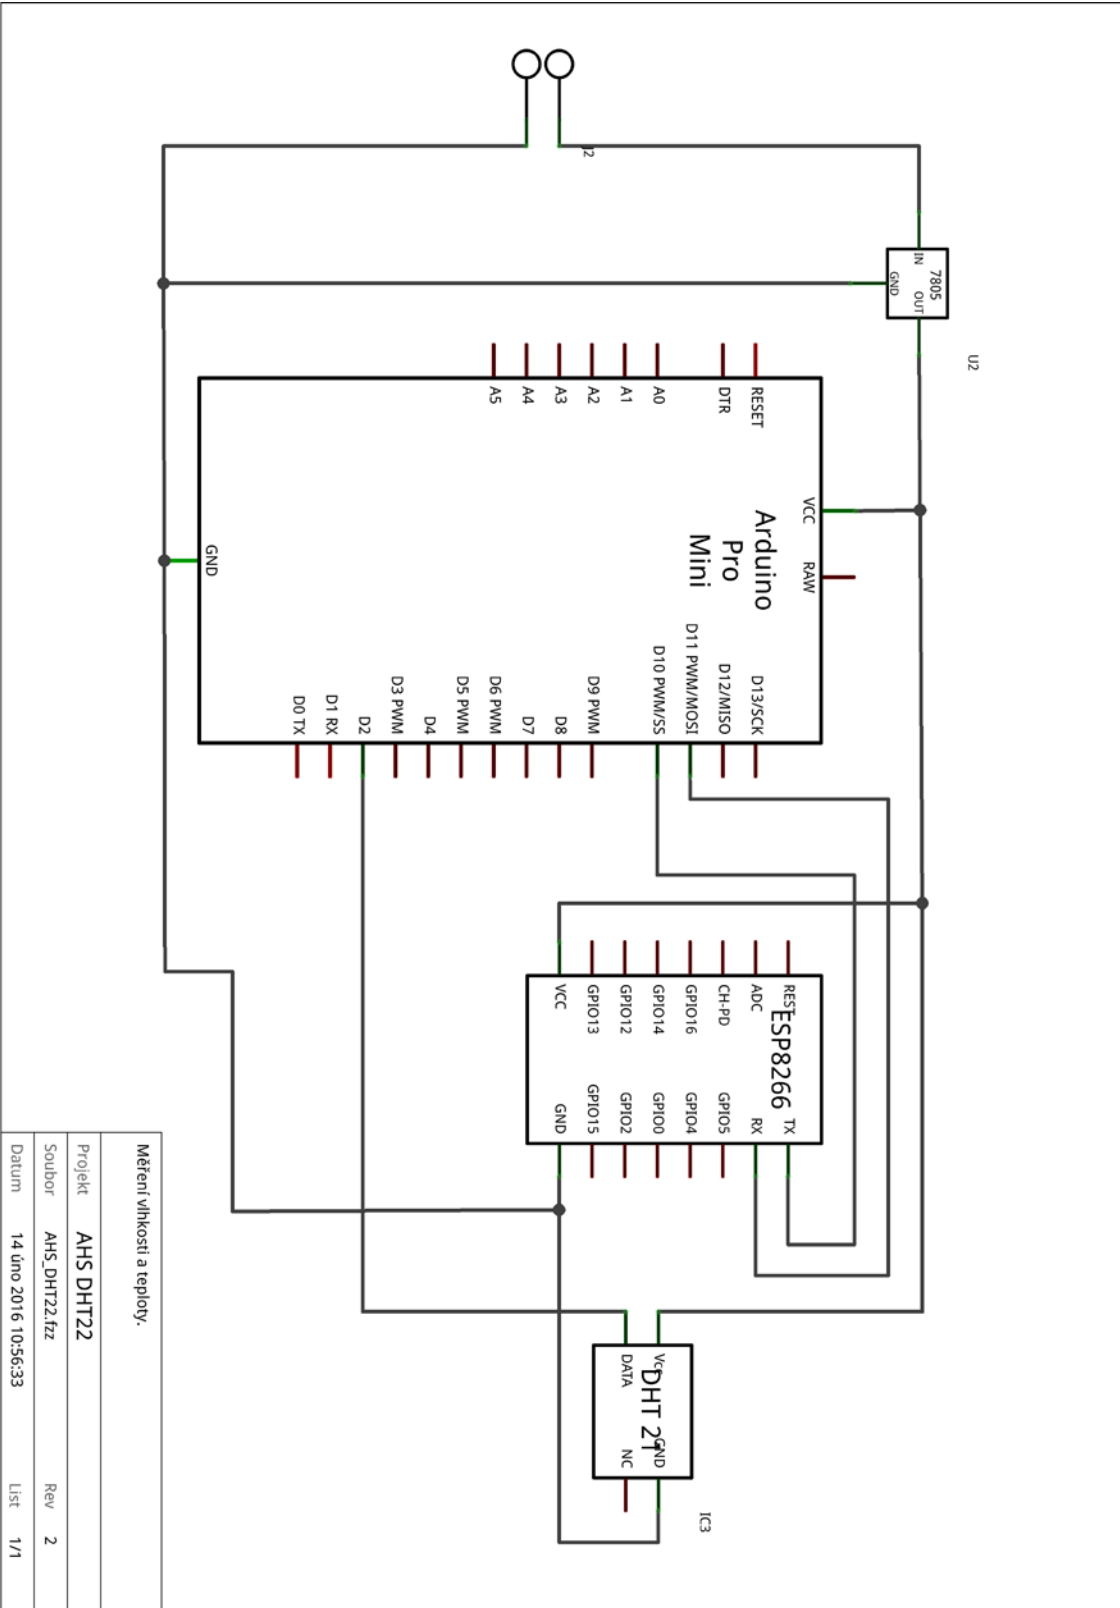 J2
7805
IN
GND
OUT
U2
Arduino
Pro
Mini
RESET
DTR
A0
A1
A2
A3
A4
A5
VCC
RAW
GND
D13/SCK
D12/MISO
D11 PWM/MOSI
D10 PWM/SS
D9 PWM
D8
D7
D6 PWM
D5 PWM
D4
D3 PWM
D2
D1 RX
D0 TX
ESP8266
REST
ADC
CH-PD
GPIO16
GPIO14
GPIO12
GPIO13
VCC
TX
RX
GPIO5
GPIO4
GPIO0
GPIO2
GPIO15
GND
DHT 21
Vcc
DATA
GND
NC
IC3
Měření vlhkosti a teploty.
Projekt AHS DHT22
Soubor AHS_DHT22.fzz Rev 2
Datum 14 úno 2016 10:56:33 List 1/1